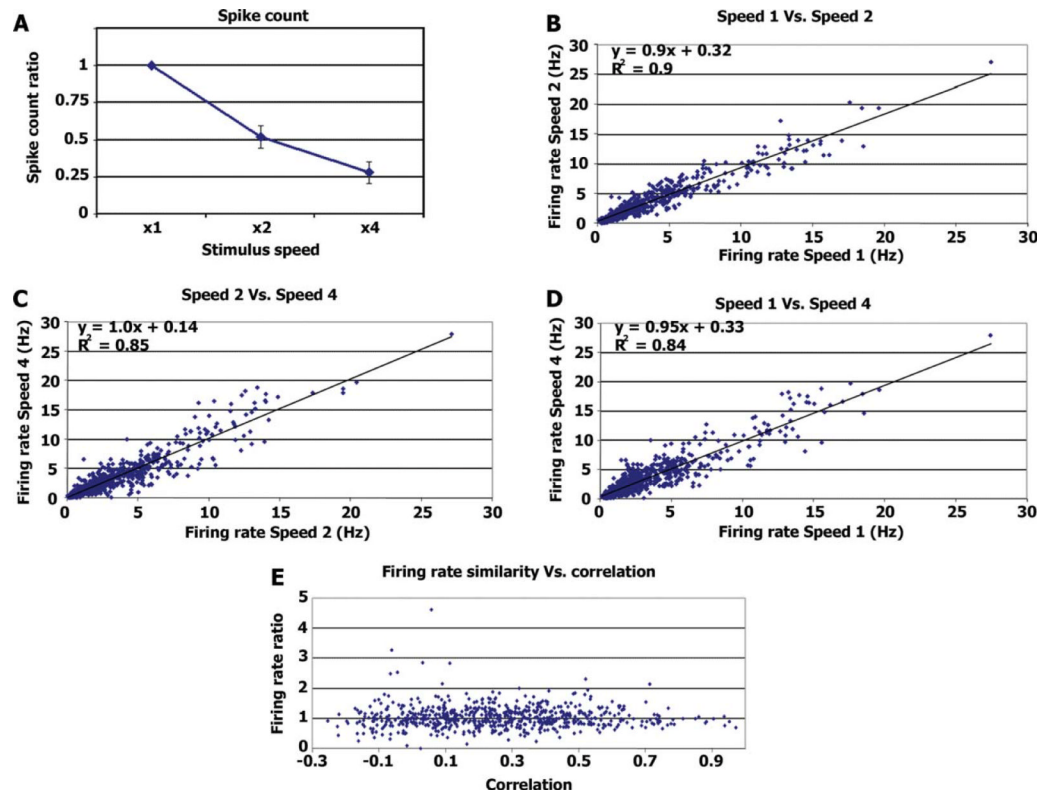 A
Spike count
Spike count ratio
1
0.75
0.5
0.25
0
x1 x2 x4
Stimulus speed
B
Speed 1 Vs. Speed 2
y = 0.9x + 0.32
R² = 0.9
Firing rate Speed 2 (Hz)
30
25
20
15
10
5
0
0 5 10 15 20 25 30
Firing rate Speed 1 (Hz)
C
Speed 2 Vs. Speed 4
y = 1.0x + 0.14
R² = 0.85
Firing rate Speed 4 (Hz)
30
25
20
15
10
5
0
0 5 10 15 20 25 30
Firing rate Speed 2 (Hz)
D
Speed 1 Vs. Speed 4
y = 0.95x + 0.33
R² = 0.84
Firing rate Speed 4 (Hz)
30
25
20
15
10
5
0
0 5 10 15 20 25 30
Firing rate Speed 1 (Hz)
E
Firing rate similarity Vs. correlation
Firing rate ratio
5
4
3
2
1
0
-0.3 -0.1 0.1 0.3 0.5 0.7 0.9
Correlation